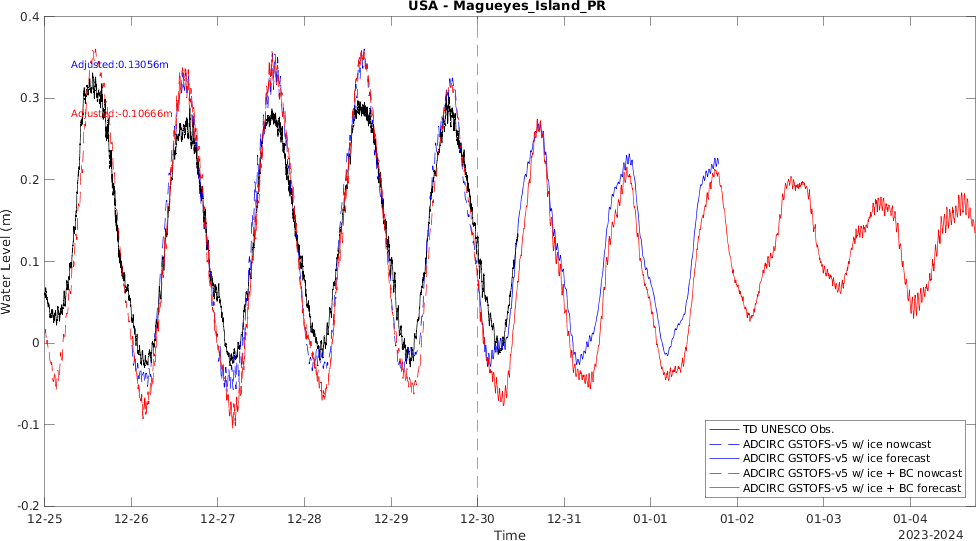 USA - Magueyes_Island_PR
0.4
0.3
0.2
0.1
0
-0.1
-0.2
Water Level (m)
Adjusted:0.13056m
Adjusted:-0.10666m
TD UNESCO Obs.
ADCIRC GSTOFS-v5 w/ ice nowcast
ADCIRC GSTOFS-v5 w/ ice forecast
ADCIRC GSTOFS-v5 w/ ice + BC nowcast
ADCIRC GSTOFS-v5 w/ ice + BC forecast
12-25 12-26 12-27 12-28 12-29 12-30 12-31 01-01 01-02 01-03 01-04
Time
2023-2024